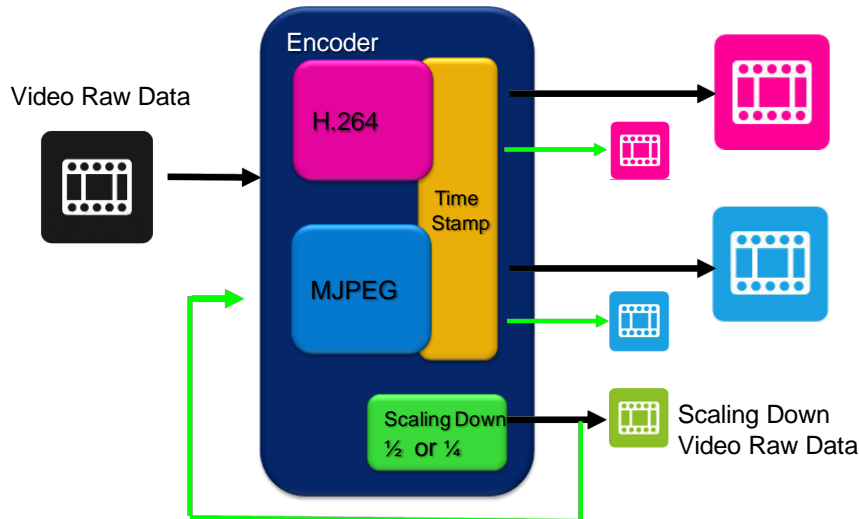 Encoder
Video Raw Data
H.264
Time
Stamp
MJPEG
Scaling Down
½ or ¼
Scaling Down
Video Raw Data